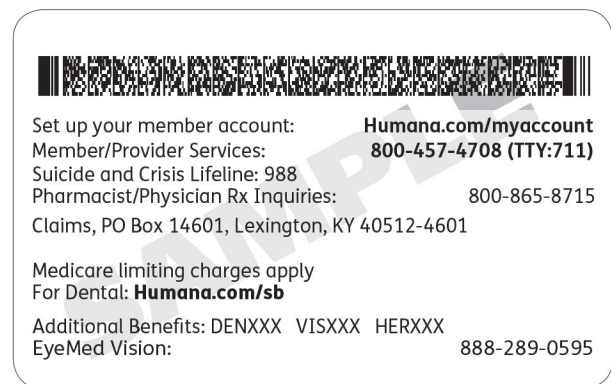 Set up your member account: Humana.com/myaccount
Member/Provider Services: 800-457-4708 (TTY:711)
Suicide and Crisis Lifeline: 988
Pharmacist/Physician Rx Inquiries: 800-865-8715
Claims, PO Box 14601, Lexington, KY 40512-4601
Medicare limiting charges apply
For Dental: Humana.com/sb
Additional Benefits: DENXXX VISXXX HERXXX
EyeMed Vision: 888-289-0595
SAMPLE